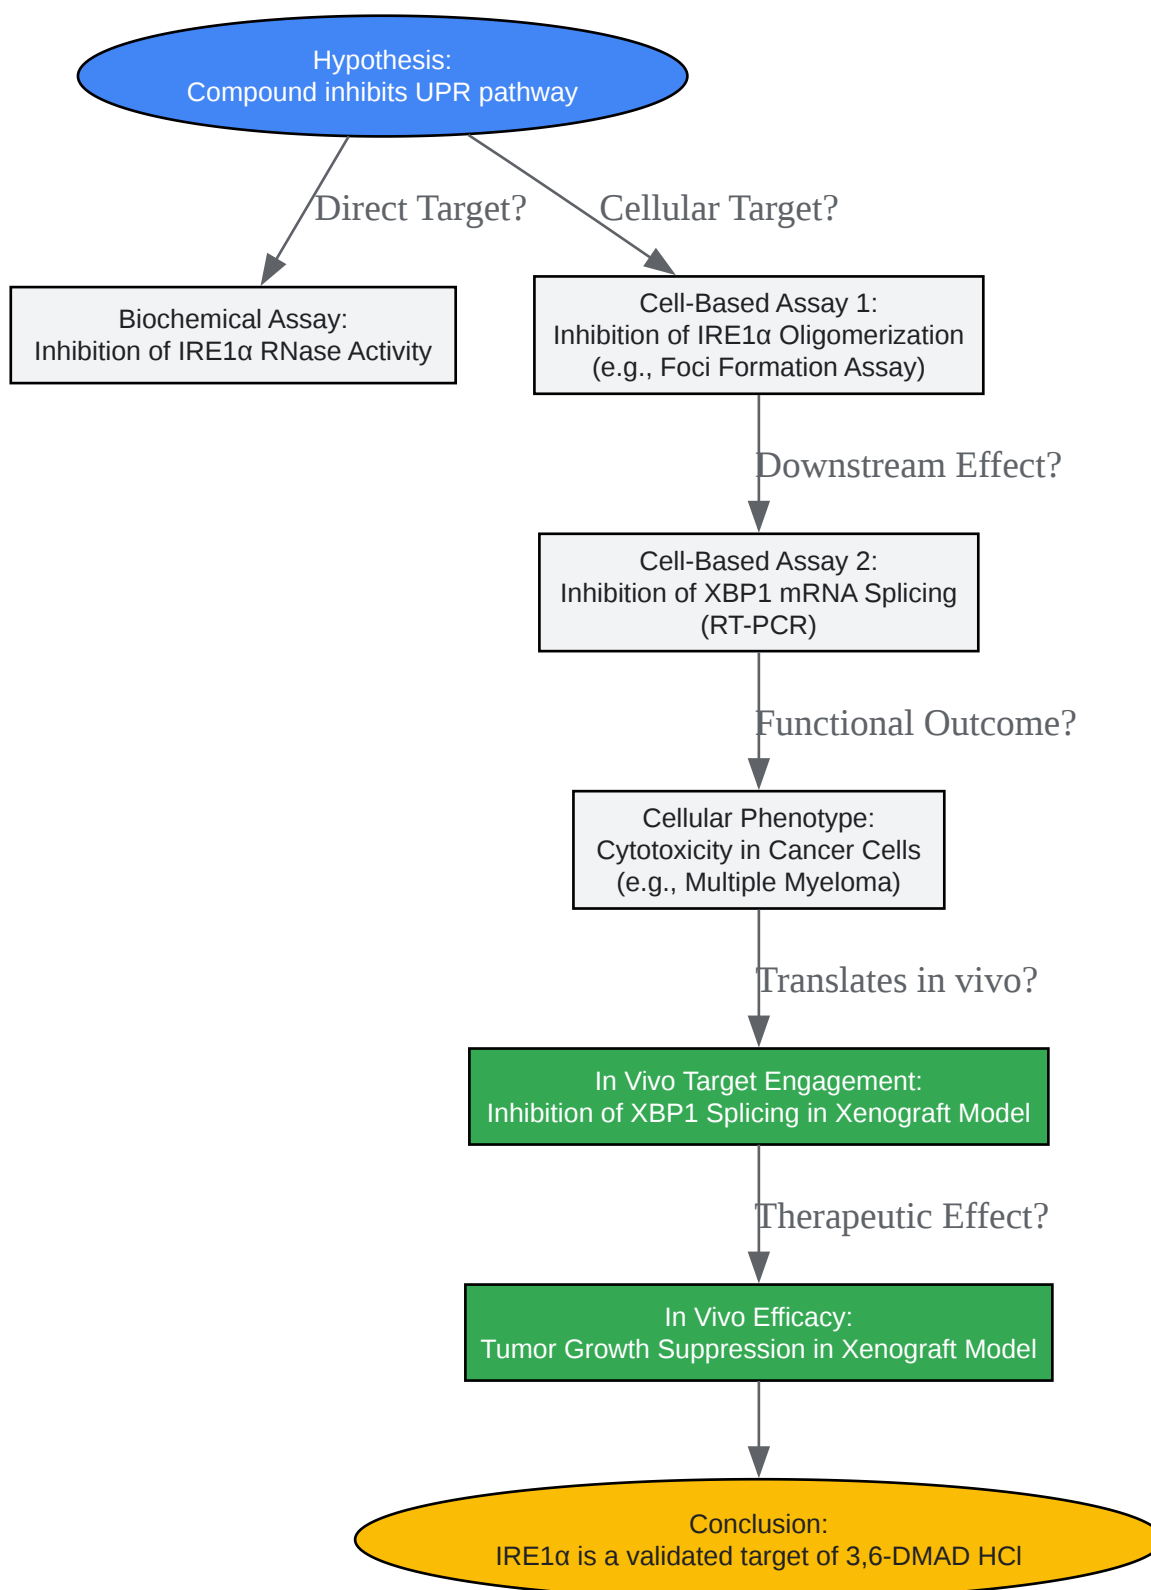 Hypothesis:
Compound inhibits UPR pathway
Direct Target?
Cellular Target?
Biochemical Assay:
Inhibition of IRE1α RNase Activity
Cell-Based Assay 1:
Inhibition of IRE1α Oligomerization
(e.g., Foci Formation Assay)
Downstream Effect?
Cell-Based Assay 2:
Inhibition of XBP1 mRNA Splicing
(RT-PCR)
Functional Outcome?
Cellular Phenotype:
Cytotoxicity in Cancer Cells
(e.g., Multiple Myeloma)
Translates in vivo?
In Vivo Target Engagement:
Inhibition of XBP1 Splicing in Xenograft Model
Therapeutic Effect?
In Vivo Efficacy:
Tumor Growth Suppression in Xenograft Model
Conclusion:
IRE1α is a validated target of 3,6-DMAD HCl